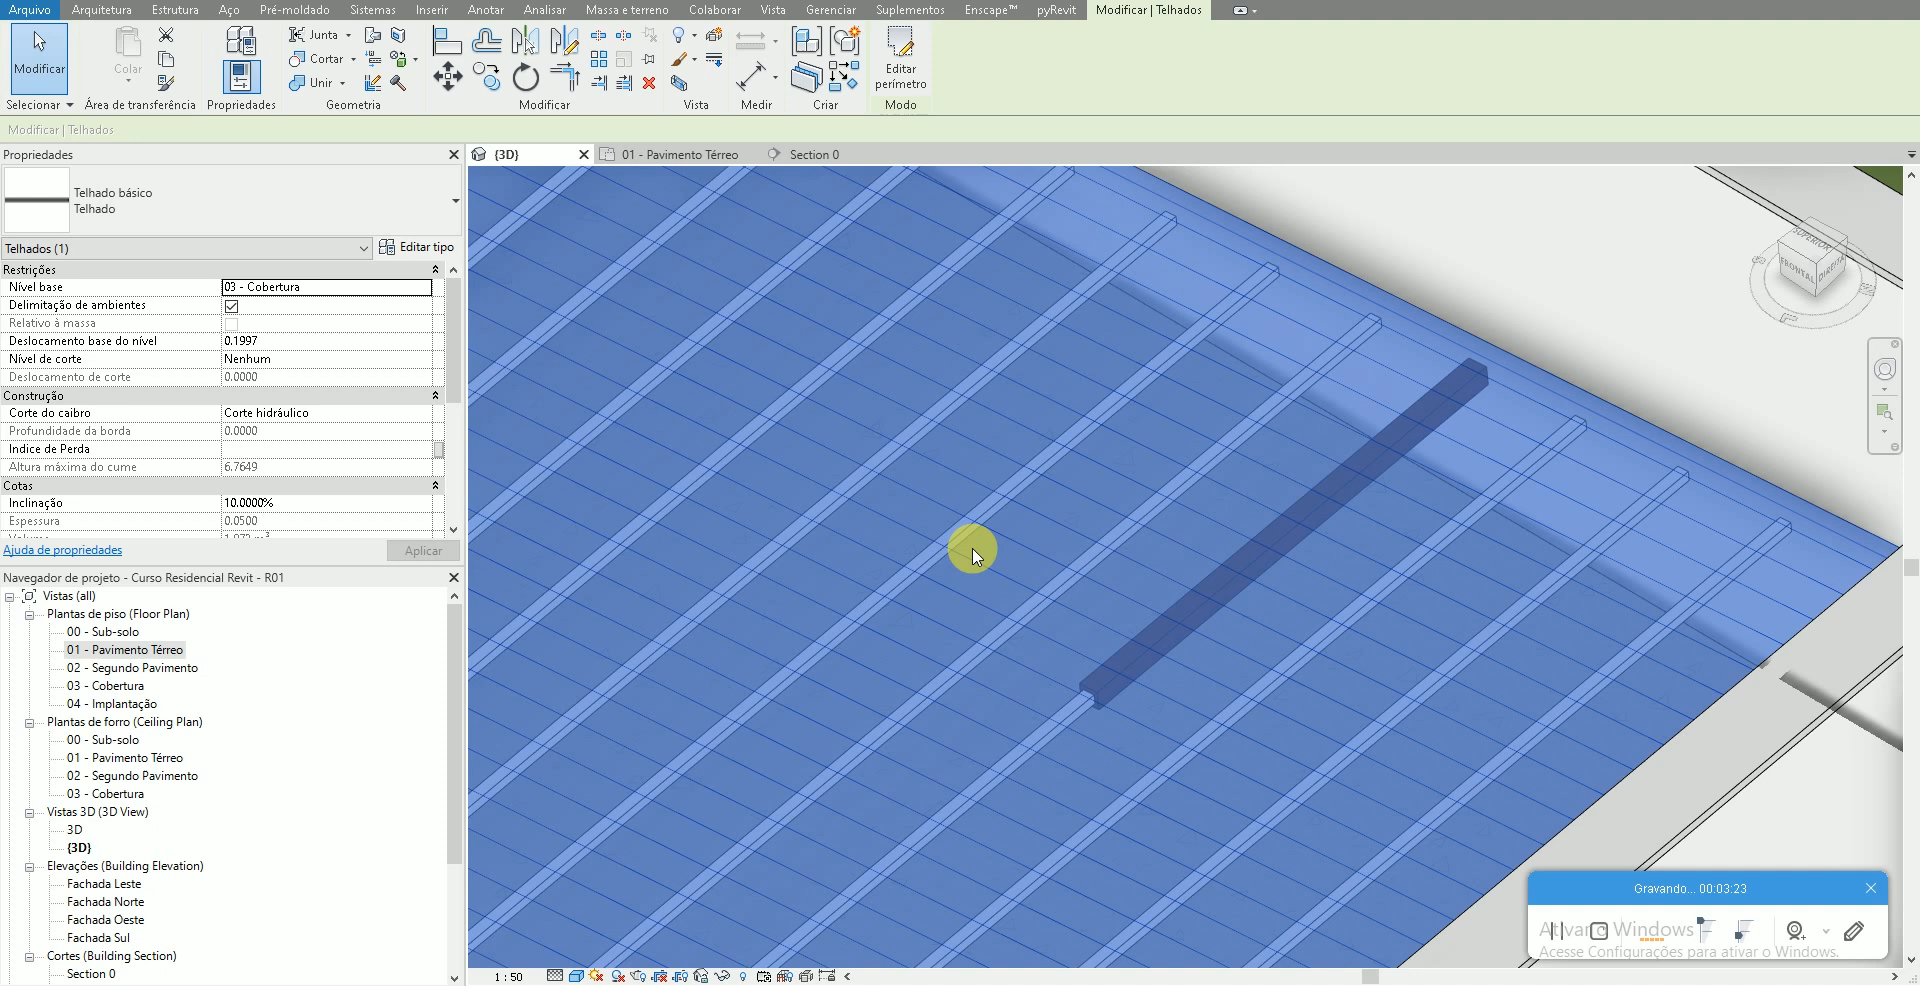 Arquivo Arquitetura Estrutura Aço Pré-moldado Sistemas Inserir Anotar Analisar Massa e terreno Colaborar Vista Gerenciar Suplementos Enscape™ pyRevit Modificar | Telhados
Modificar Colar Junta Cortar Unir Editar perímetro
Selecionar Área de transferência Propriedades Geometria Modificar Vista Medir Criar Modo
Modificar | Telhados
Propriedades
{3D} 01 - Pavimento Térreo Section 0
Telhado básico
Telhado
Telhados (1) Editar tipo
Restrições
Nível base 03 - Cobertura
Delimitação de ambientes
Relativo à massa
Deslocamento base do nível 0.1997
Nível de corte Nenhum
Deslocamento de corte 0.0000
Construção
Corte do caibro Corte hidráulico
Profundidade da borda 0.0000
Indice de Perda
Altura máxima do cume 6.7649
Cotas
Inclinação 10.0000%
Espessura 0.0500
Ajuda de propriedades Aplicar
Navegador de projeto - Curso Residencial Revit - R01
Vistas (all)
Plantas de piso (Floor Plan)
00 - Sub-solo
01 - Pavimento Térreo
02 - Segundo Pavimento
03 - Cobertura
04 - Implantação
Plantas de forro (Ceiling Plan)
00 - Sub-solo
01 - Pavimento Térreo
02 - Segundo Pavimento
03 - Cobertura
Vistas 3D (3D View)
3D
{3D}
Elevações (Building Elevation)
Fachada Leste
Fachada Norte
Fachada Oeste
Fachada Sul
Cortes (Building Section)
Section 0
SUPERIOR
FRONTAL DIREITA
Gravando... 00:03:23
Ativar o Windows
Acesse Configurações para ativar o Windows.
1 : 50